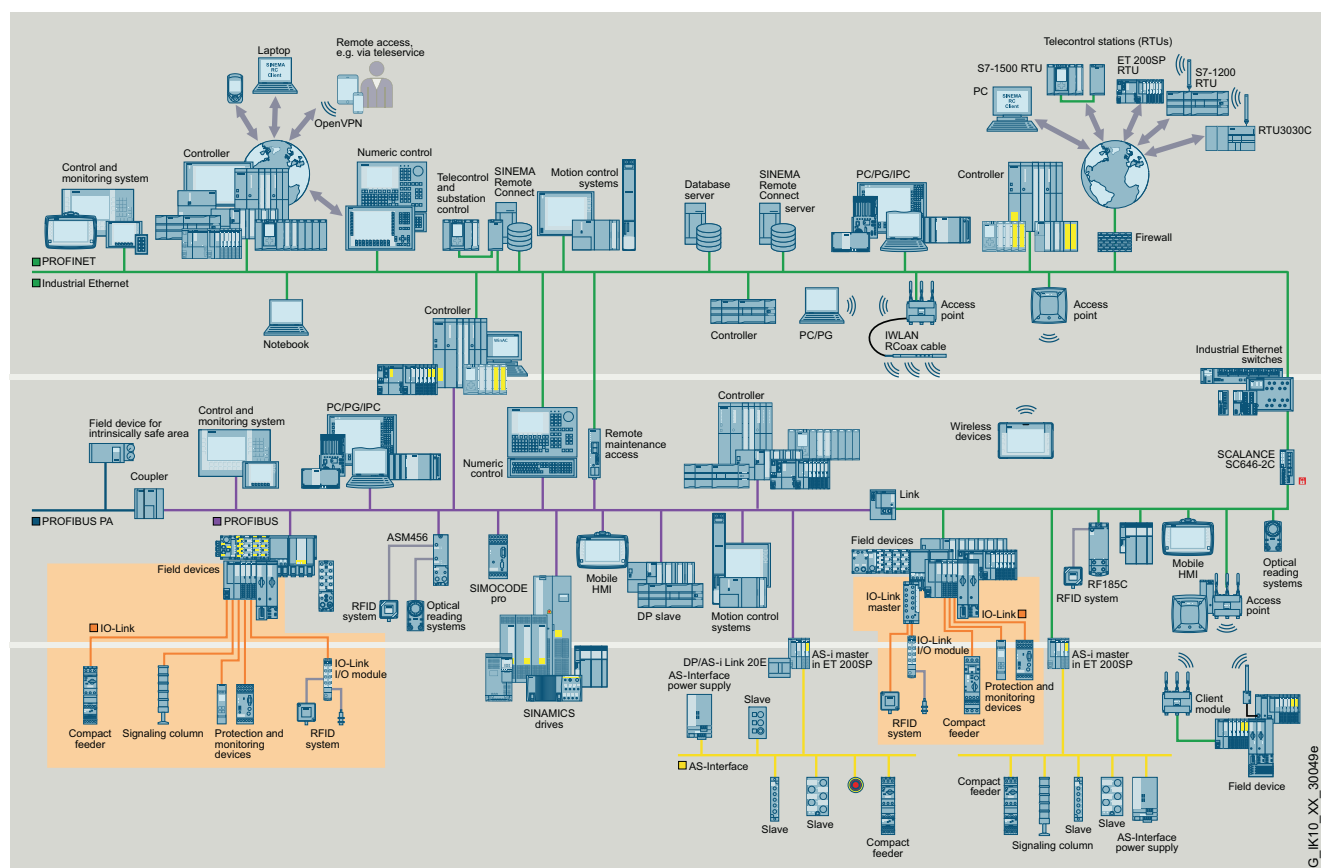 Laptop
SINEMA
RC
Client
Remote access,
e.g. via teleservice
OpenVPN
Telecontrol stations (RTUs)
S7-1500 RTU
ET 200SP
RTU
S7-1200
RTU
PC
SINEMA
RC
Client
RTU3030C
Control and
monitoring system
Controller
Numeric control
Telecontrol
and
substation
control
SINEMA
Remote
Connect
Motion control
systems
Database
server
SINEMA
Remote
Connect
server
PC/PG/IPC
Controller
Firewall
PROFINET
Industrial Ethernet
Notebook
Controller
WinAC
Controller
PC/PG
Access
point
IWLAN
RCoax cable
Access
point
Industrial Ethernet
switches
Field device for
intrinsically safe area
Control and
monitoring system
PC/PG/IPC
Numeric
control
Remote
maintenance
access
Controller
Wireless
devices
SCALANCE
SC646-2C
Coupler
Link
PROFIBUS PA
PROFIBUS
Field devices
ASM456
RFID
system
Optical
reading
systems
SIMOCODE
pro
SINAMICS
drives
Mobile
HMI
DP slave
Motion control
systems
Field devices
IO-Link
master
IO-Link
IO-Link
I/O module
RFID system
RF185C
Mobile
HMI
Optical
reading
systems
Access
point
IO-Link
IO-Link
I/O module
Compact
feeder
Signaling column
Protection and
monitoring
devices
RFID
system
DP/AS-i Link 20E
AS-i master
in ET 200SP
AS-Interface
power supply
Slave
RFID
system
Compact
feeder
Protection and
monitoring
devices
AS-i master
in ET 200SP
Client
module
Field device
AS-Interface
Slave
Slave
Compact
feeder
Compact
feeder
Signaling column
Slave
Slave
AS-Interface
power supply
G_IK10_XX_30049e